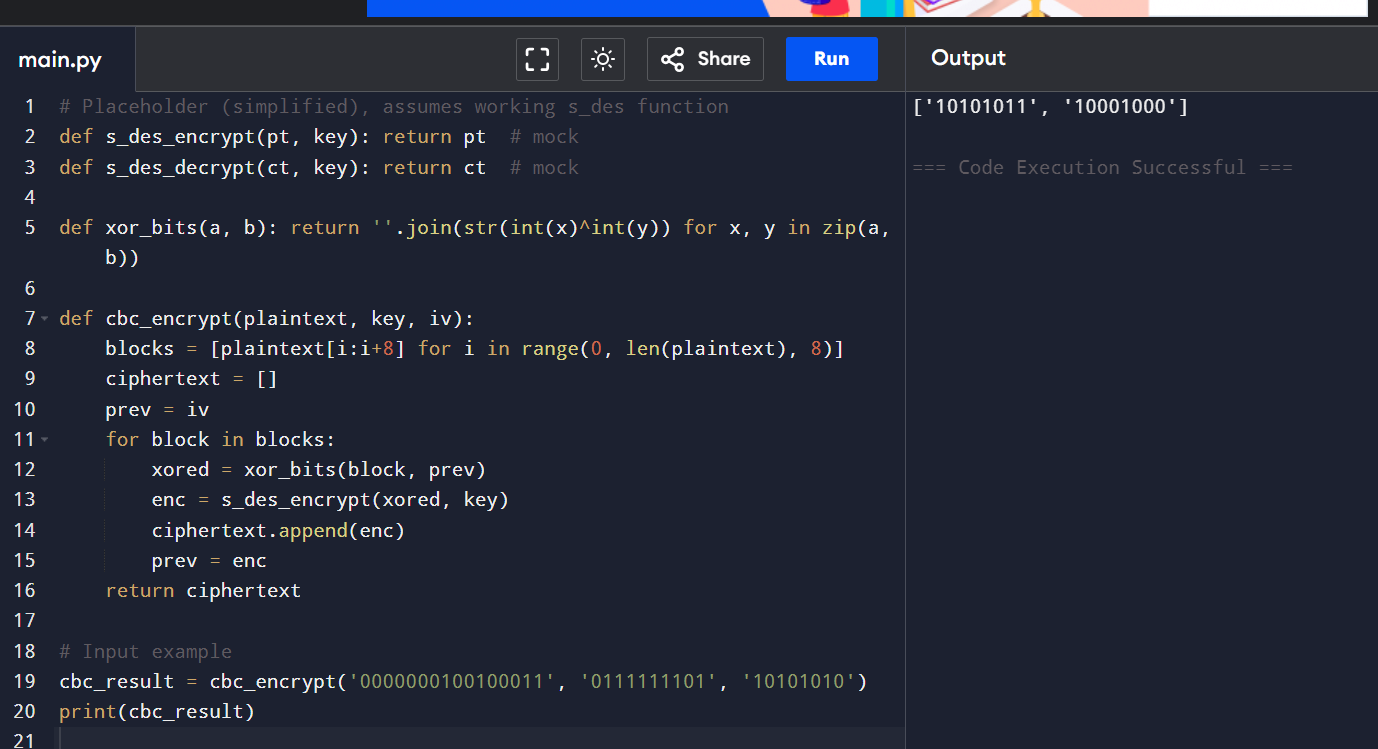 main.py
Share
Run
Output
1 # Placeholder (simplified), assumes working s_des function
2 def s_des_encrypt(pt, key): return pt  # mock
3 def s_des_decrypt(ct, key): return ct  # mock
4
5 def xor_bits(a, b): return ''.join(str(int(x)^int(y)) for x, y in zip(a,
b))
6
7 def cbc_encrypt(plaintext, key, iv):
8     blocks = [plaintext[i:i+8] for i in range(0, len(plaintext), 8)]
9     ciphertext = []
10     prev = iv
11     for block in blocks:
12         xored = xor_bits(block, prev)
13         enc = s_des_encrypt(xored, key)
14         ciphertext.append(enc)
15         prev = enc
16     return ciphertext
17
18 # Input example
19 cbc_result = cbc_encrypt('0000000100100011', '0111111101', '10101010')
20 print(cbc_result)
21
['10101011', '10001000']
=== Code Execution Successful ===